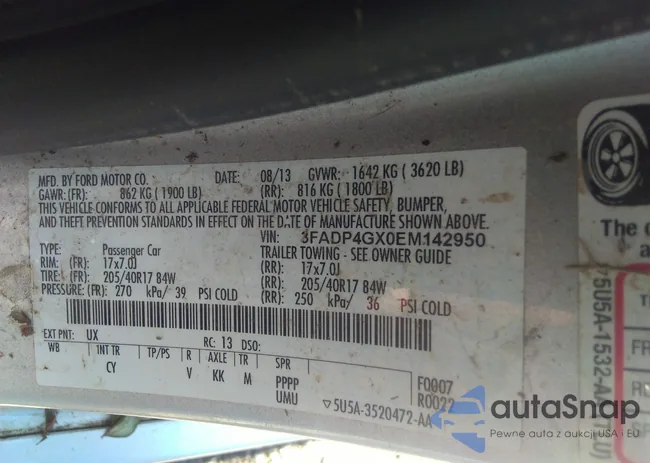 MFD. BY FORD MOTOR CO. DATE: 08/13 GVWR: 1642 KG ( 3620 LB)
GAWR: (FR): 862 KG ( 1900 LB) (RR): 816 KG ( 1800 LB)
THIS VEHICLE CONFORMS TO ALL APPLICABLE FEDERAL MOTOR VEHICLE SAFETY, BUMPER,
AND THEFT PREVENTION STANDARDS IN EFFECT ON THE DATE OF MANUFACTURE SHOWN ABOVE.
VIN: 3FADP4GX0EM142950
TYPE: Passenger Car TRAILER TOWING - SEE OWNER GUIDE
RIM: (FR): 17x7.0J (RR): 17x7.0J
TIRE: (FR): 205/40R17 84W (RR): 205/40R17 84W
PRESSURE: (FR): 270 kPa/ 39 PSI COLD (RR): 250 kPa/ 36 PSI COLD
EXT PNT: UX RC: 13 DSO:
WB INT TR TP/PS R AXLE TR SPR
CY V KK M PPPP
UMU
F0007
R0022
▽5U5A-3520472-AA
The
a
FR
autoSnap
Pewne auta z aukcji USA i EU